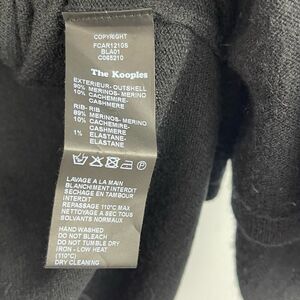 COPYRIGHT
FCAR1210S
BLA01
C085210
The Kooples
EXTERIEUR- OUTSHELL
90% MERINOS- MERINO
10% CACHEMIRE-
CASHMERE
RIB- RIB
89% MERINOS- MERINO
10% CACHEMIRE-
CASHMERE
1% ELASTANE-
ELASTANE
LAVAGE A LA MAIN
BLANCHIMENT INTERDIT
SECHAGE EN TAMBOUR
INTERDIT
REPASSAGE 110°C MAX
NETTOYAGE A SEC TOUS
SOLVANTS NORMAUX
HAND WASHED
DO NOT BLEACH
DO NOT TUMBLE DRY
IRON - LOW HEAT
(110°C)
DRY CLEANING